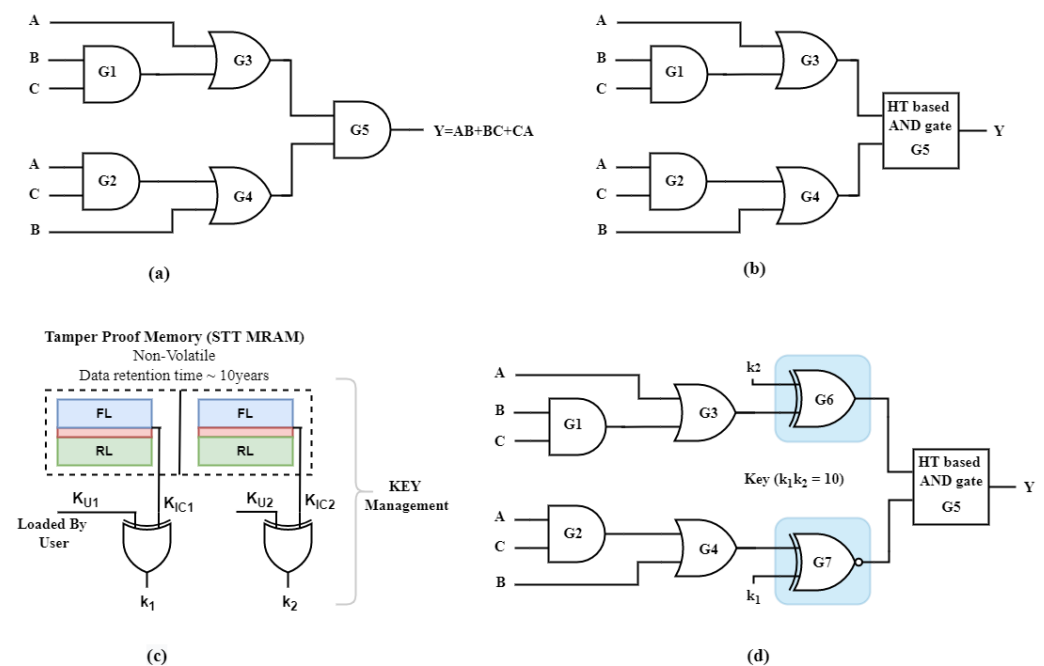 A
B
C
G1
G3
A
C
B
G2
G4
G5
Y=AB+BC+CA
(a)
A
B
C
G1
G3
A
C
B
G2
G4
HT based
AND gate
G5
Y
(b)
Tamper Proof Memory (STT MRAM)
Non-Volatile
Data retention time ~ 10years
FL
RL
FL
RL
KU1
KIC1
KU2
KIC2
Loaded By
User
k1
k2
KEY
Management
(c)
A
B
C
G1
G3
k2
G6
Key (k1k2 = 10)
A
C
B
G2
G4
G7
k1
HT based
AND gate
G5
Y
(d)